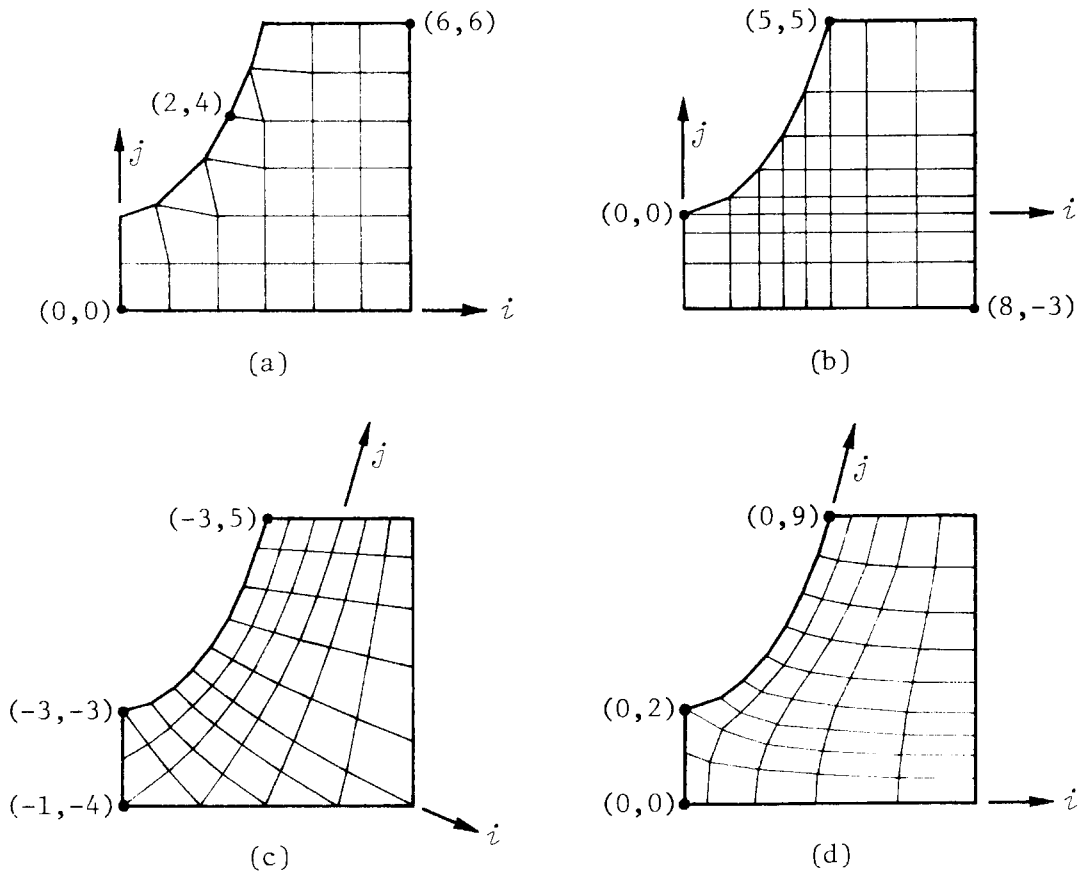 (6,6)
(2,4)
j
(0,0)
i
(a)
(5,5)
j
(0,0)
i
(8,-3)
(b)
j
(-3,5)
(-3,-3)
(-1,-4)
i
(c)
j
(0,9)
(0,2)
(0,0)
i
(d)